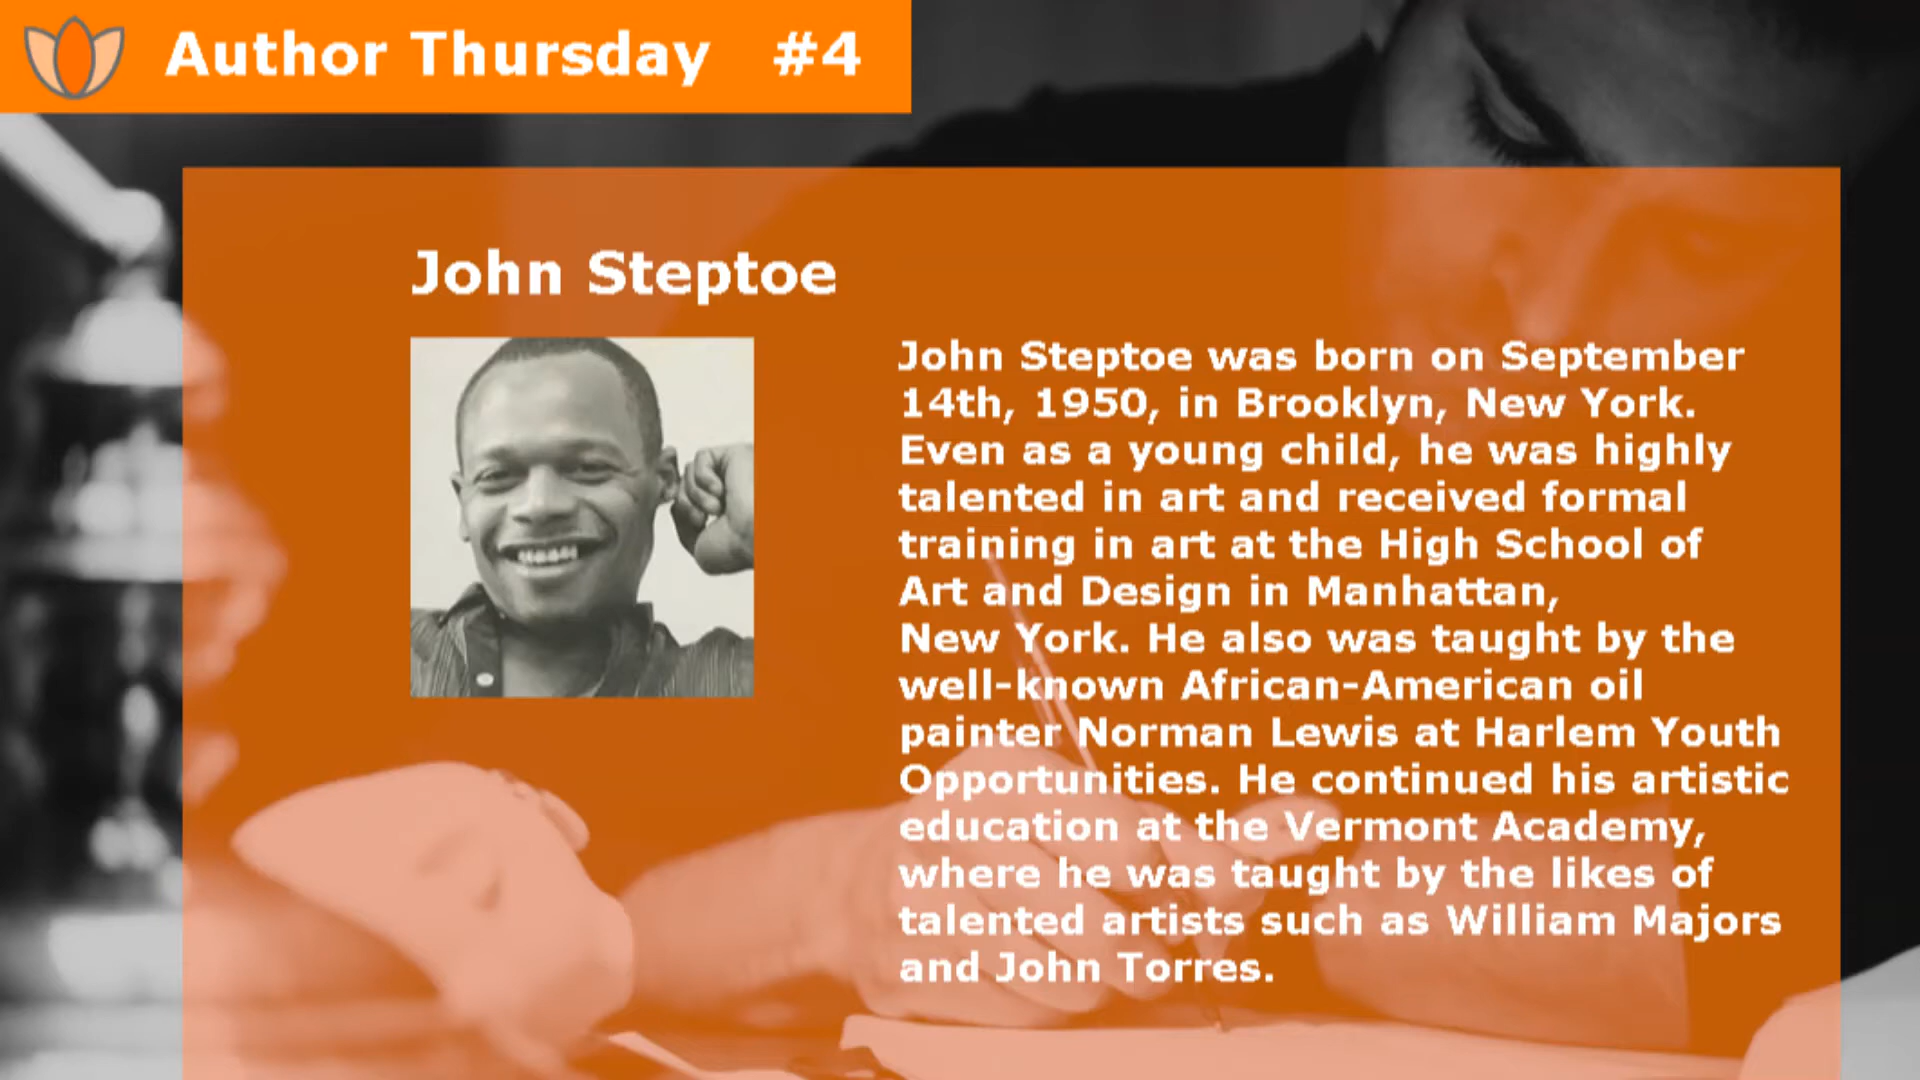 Author Thursday #4
John Steptoe
John Steptoe was born on September
14th, 1950, in Brooklyn, New York.
Even as a young child, he was highly
talented in art and received formal
training in art at the High School of
Art and Design in Manhattan,
New York. He also was taught by the
well-known African-American oil
painter Norman Lewis at Harlem Youth
Opportunities. He continued his artistic
education at the Vermont Academy,
where he was taught by the likes of
talented artists such as William Majors
and John Torres.